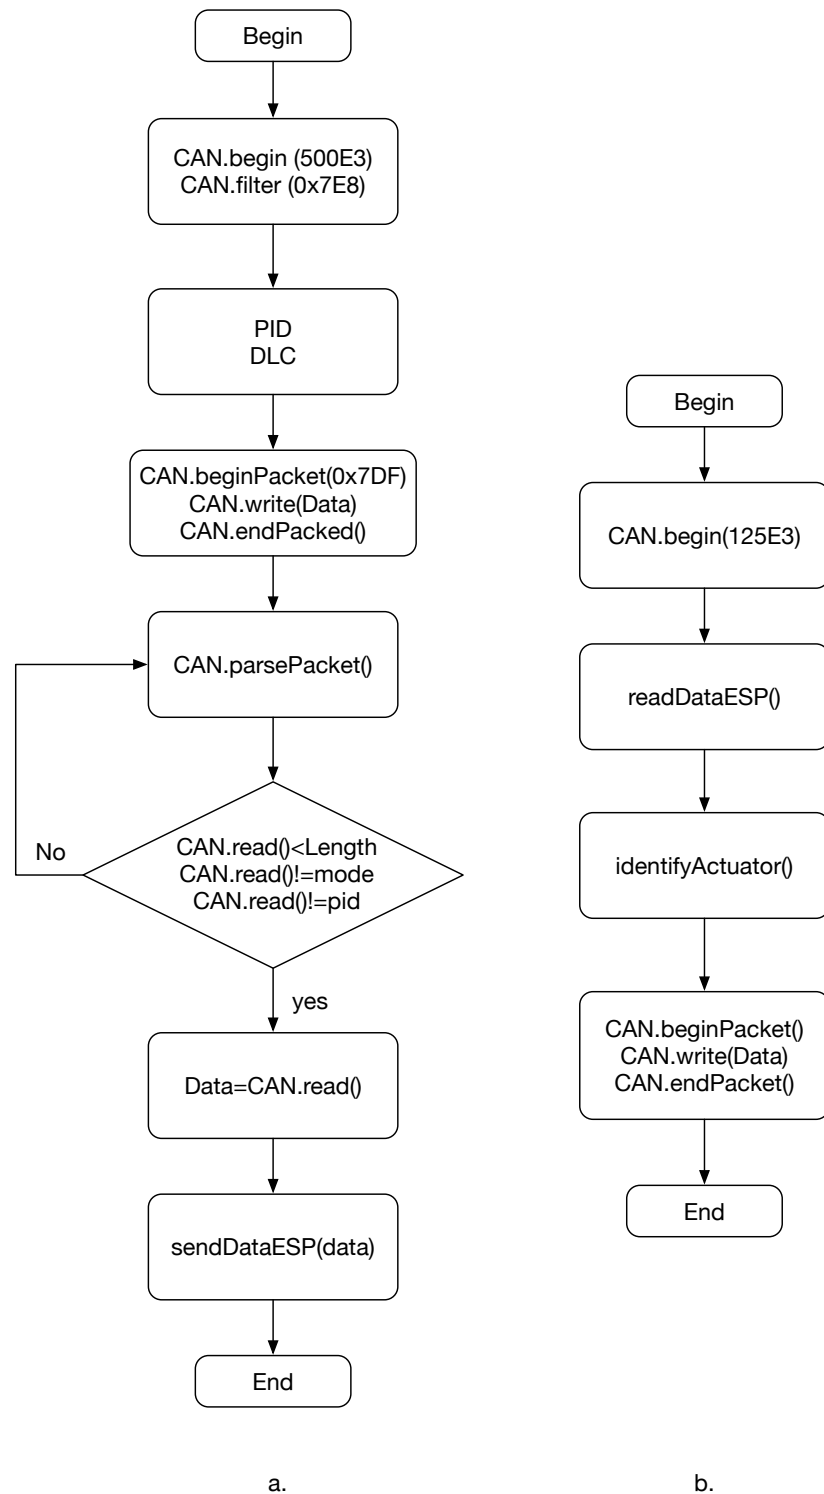 Begin
CAN.begin (500E3)
CAN.filter (0x7E8)
PID
DLC
CAN.beginPacket(0x7DF)
CAN.write(Data)
CAN.endPacked()
CAN.parsePacket()
No
CAN.read()<Length
CAN.read()!=mode
CAN.read()!=pid
yes
Data=CAN.read()
sendDataESP(data)
End
a.
Begin
CAN.begin(125E3)
readDataESP()
identifyActuator()
CAN.beginPacket()
CAN.write(Data)
CAN.endPacket()
End
b.